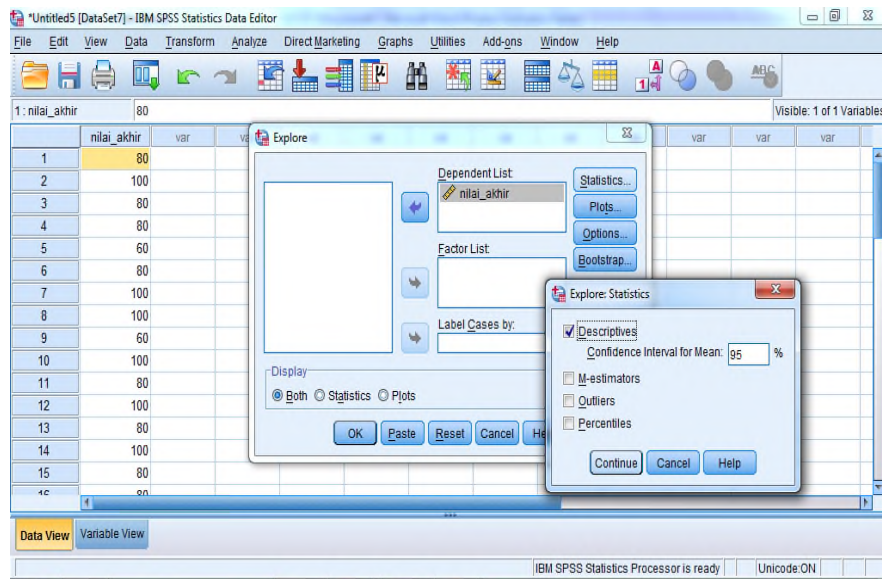 *Untitled5 [DataSet7] - IBM SPSS Statistics Data Editor
File Edit View Data Transform Analyze Direct Marketing Graphs Utilities Add-ons Window Help
1 : nilai_akhir 80
Visible: 1 of 1 Variables
nilai_akhir var var var var
1 80
2 100
3 80
4 80
5 60
6 80
7 100
8 100
9 60
10 100
11 80
12 100
13 80
14 100
15 80
16 80
Explore
Dependent List:
nilai_akhir
Factor List:
Label Cases by:
Statistics...
Plots...
Options...
Bootstrap...
Display
Both Statistics Plots
OK Paste Reset Cancel
Explore: Statistics
Descriptives
Confidence Interval for Mean: 95 %
M-estimators
Outliers
Percentiles
Continue Cancel Help
Data View Variable View
IBM SPSS Statistics Processor is ready Unicode:ON